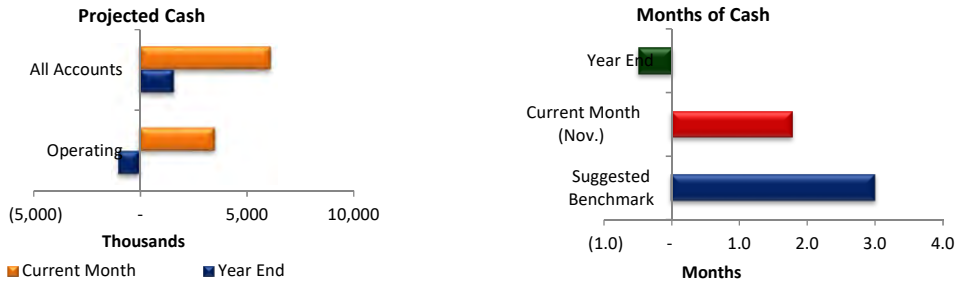 Projected Cash
All Accounts
Operating
(5,000) - 5,000 10,000
Thousands
Current Month Year End
Months of Cash
Year End
Current Month
(Nov.)
Suggested
Benchmark
(1.0) - 1.0 2.0 3.0 4.0
Months